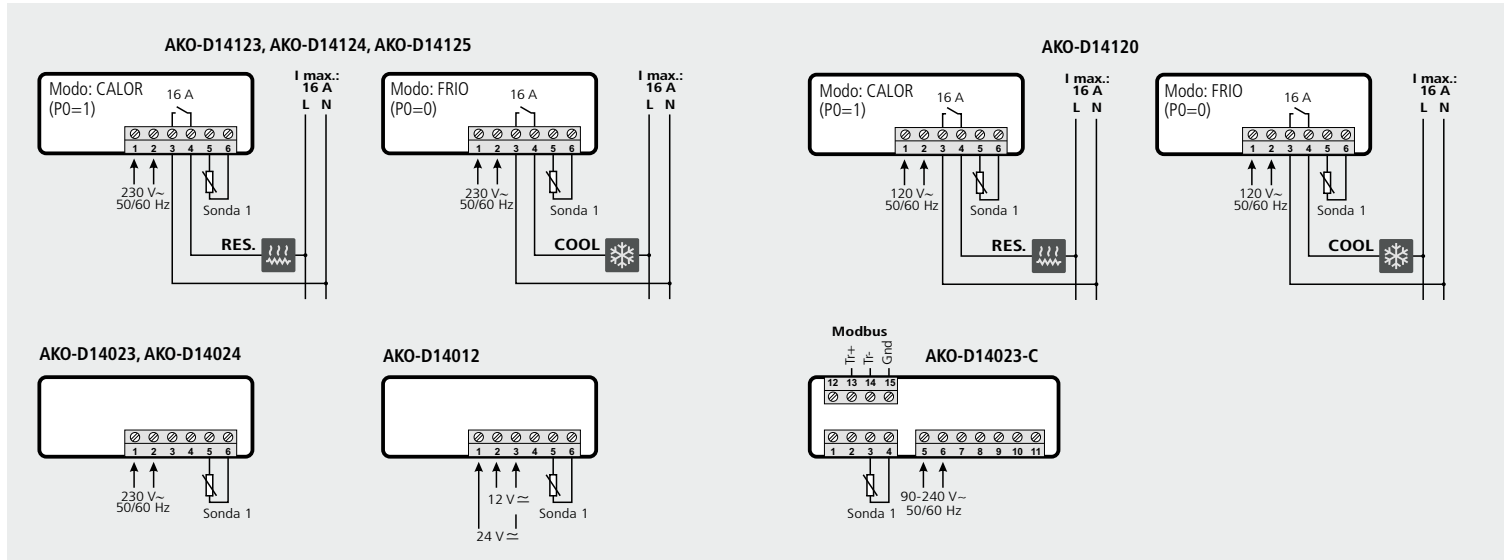 AKO-D14123, AKO-D14124, AKO-D14125
Modo: CALOR
(P0=1)
16 A
I max.:
16 A
L N
1 2 3 4 5 6
230 V~
50/60 Hz
Sonda 1
RES.
Modo: FRIO
(P0=0)
16 A
I max.:
16 A
L N
1 2 3 4 5 6
230 V~
50/60 Hz
Sonda 1
COOL
AKO-D14120
Modo: CALOR
(P0=1)
16 A
I max.:
16 A
L N
1 2 3 4 5 6
120 V~
50/60 Hz
Sonda 1
RES.
Modo: FRIO
(P0=0)
16 A
I max.:
16 A
L N
1 2 3 4 5 6
120 V~
50/60 Hz
Sonda 1
COOL
AKO-D14023, AKO-D14024
1 2 3 4 5 6
230 V~
50/60 Hz
Sonda 1
AKO-D14012
1 2 3 4 5 6
12 V ≃
Sonda 1
24 V ≃
Modbus
Tr+
Tr-
Gnd
AKO-D14023-C
12 13 14 15
1 2 3 4
5 6 7 8 9 10 11
Sonda 1
90-240 V~
50/60 Hz